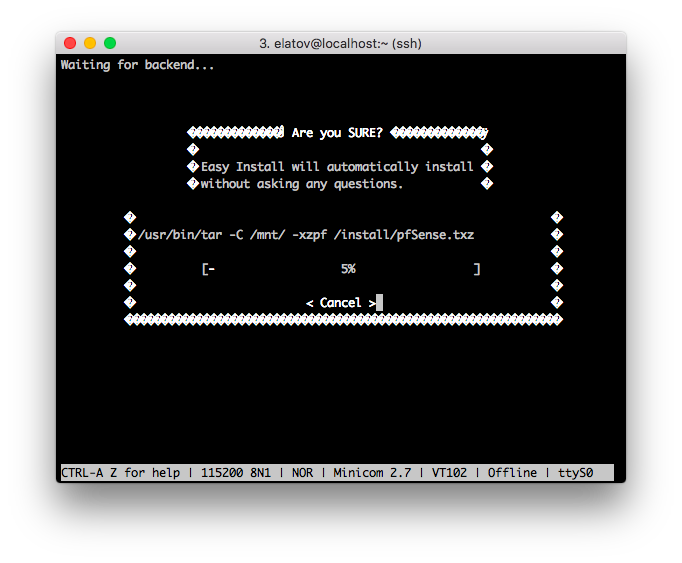 3. elatov@localhost:~ (ssh)
Waiting for backend...
Are you SURE?
Easy Install will automatically install
without asking any questions.
/usr/bin/tar -C /mnt/ -xzpf /install/pfSense.txz
[- 5% ]
< Cancel >
CTRL-A Z for help | 115200 8N1 | NOR | Minicom 2.7 | VT102 | Offline | ttyS0